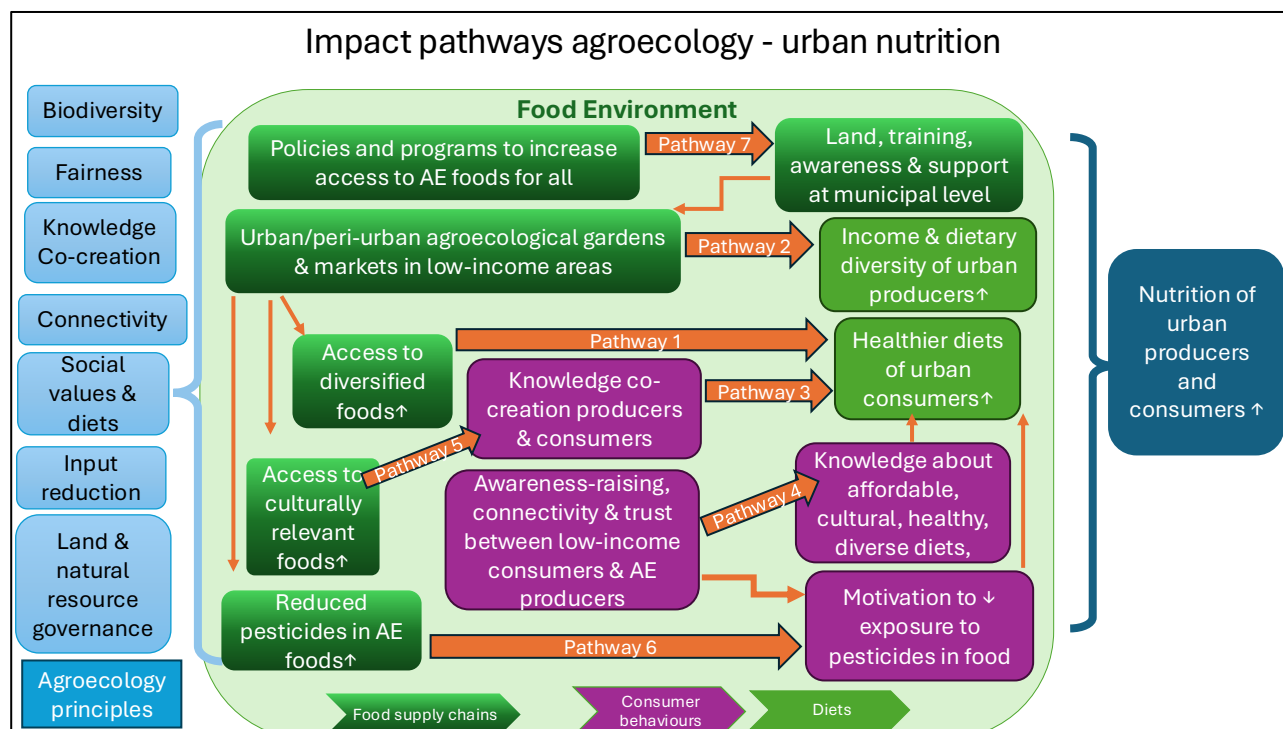 Impact pathways agroecology - urban nutrition
Biodiversity
Fairness
Knowledge
Co-creation
Connectivity
Social
values &
diets
Input
reduction
Land &
natural
resource
governance
Agroecology
principles
Food Environment
Policies and programs to increase
access to AE foods for all
Pathway 7
Land, training,
awareness & support
at municipal level
Urban/peri-urban agroecological gardens
& markets in low-income areas
Pathway 2
Income & dietary
diversity of urban
producers↑
Access to
diversified
foods↑
Pathway 1
Healthier diets
of urban
consumers↑
Knowledge co-
creation producers
& consumers
Pathway 3
Access to
culturally
relevant
foods↑
Pathway 5
Awareness-raising,
connectivity & trust
between low-income
consumers & AE
producers
Pathway 4
Knowledge about
affordable,
cultural, healthy,
diverse diets,
Reduced
pesticides in AE
foods↑
Pathway 6
Motivation to ↓
exposure to
pesticides in food
Food supply chains
Consumer
behaviours
Diets
Nutrition of
urban
producers
and
consumers ↑